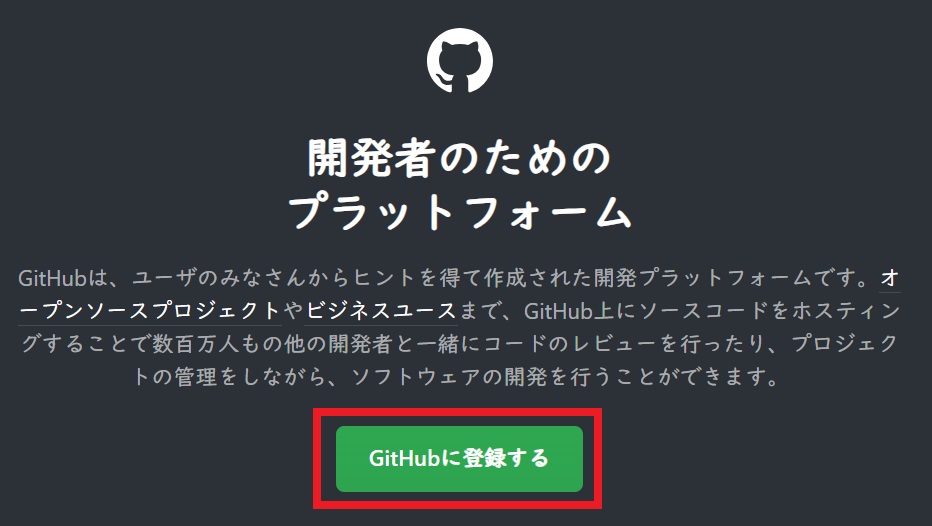 開発者のための
プラットフォーム
GitHubは、ユーザのみなさんからヒントを得て作成された開発プラットフォームです。オ
ープンソースプロジェクトやビジネスユースまで、GitHub上にソースコードをホスティン
グすることで数百万人もの他の開発者と一緒にコードのレビューを行ったり、プロジェク
トの管理をしながら、ソフトウェアの開発を行うことができます。
GitHubに登録する